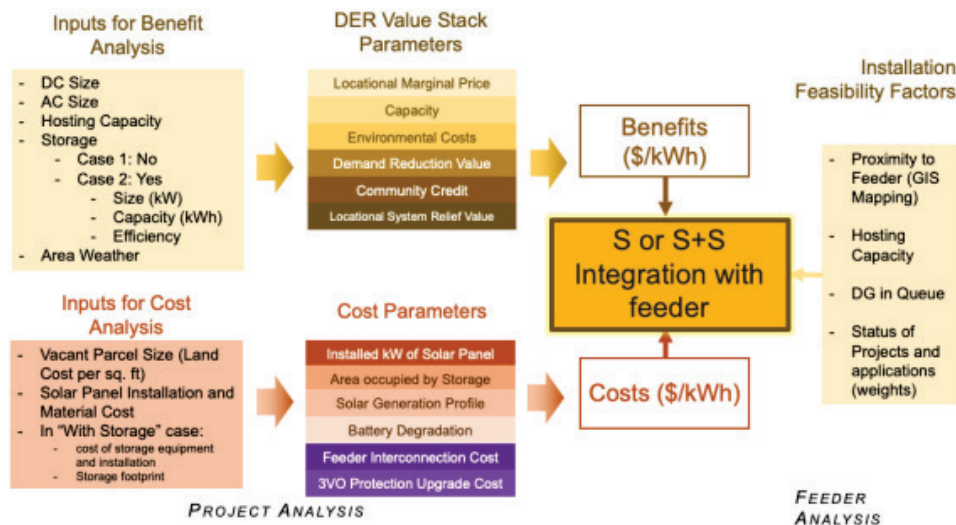 Inputs for Benefit
Analysis
- DC Size
- AC Size
- Hosting Capacity
- Storage
- Case 1: No
- Case 2: Yes
- Size (kW)
- Capacity (kWh)
- Efficiency
- Area Weather
DER Value Stack
Parameters
Locational Marginal Price
Capacity
Environmental Costs
Demand Reduction Value
Community Credit
Locational System Relief Value
Benefits
($/kWh)
S or S+S
Integration with
feeder
Installation
Feasibility Factors
- Proximity to
Feeder (GIS
Mapping)
- Hosting
Capacity
- DG in Queue
- Status of
Projects and
applications
(weights)
Inputs for Cost
Analysis
- Vacant Parcel Size (Land
Cost per sq. ft)
- Solar Panel Installation and
Material Cost
- In "With Storage" case:
- cost of storage equipment
and installation
- Storage footprint
Cost Parameters
Installed kW of Solar Panel
Area occupied by Storage
Solar Generation Profile
Battery Degradation
Feeder Interconnection Cost
3VO Protection Upgrade Cost
Costs ($/kWh)
PROJECT ANALYSIS
FEEDER
ANALYSIS